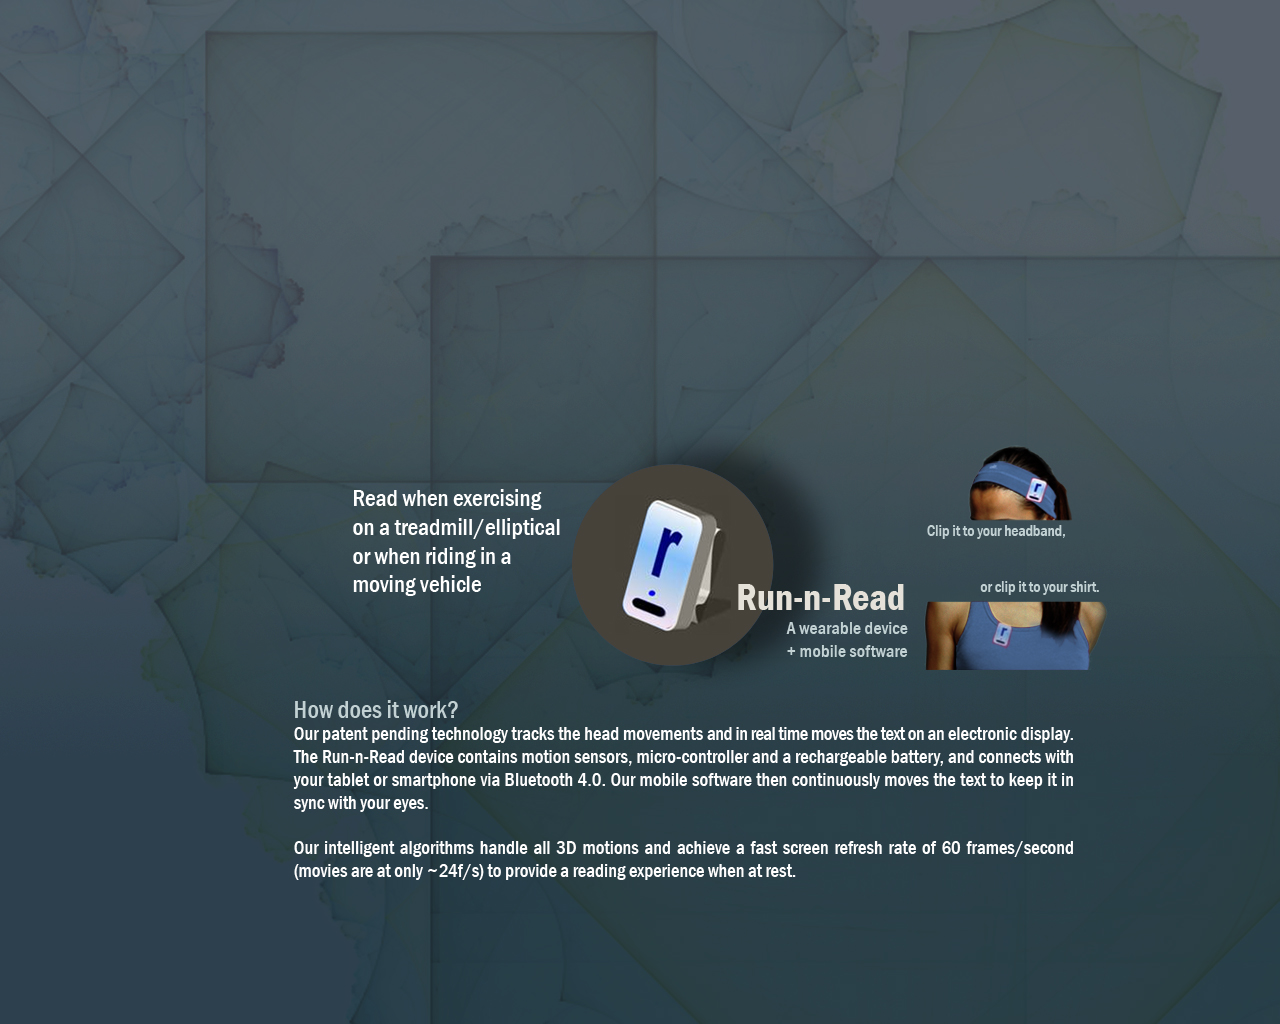 Read when exercising
on a treadmill/elliptical
or when riding in a
moving vehicle
r
Run-n-Read
A wearable device
+ mobile software
r
Clip it to your headband,
or clip it to your shirt.
r
How does it work?
Our patent pending technology tracks the head movements and in real time moves the text on an electronic display.
The Run-n-Read device contains motion sensors, micro-controller and a rechargeable battery, and connects with
your tablet or smartphone via Bluetooth 4.0. Our mobile software then continuously moves the text to keep it in
sync with your eyes.
Our intelligent algorithms handle all 3D motions and achieve a fast screen refresh rate of 60 frames/second
(movies are at only ~24f/s) to provide a reading experience when at rest.